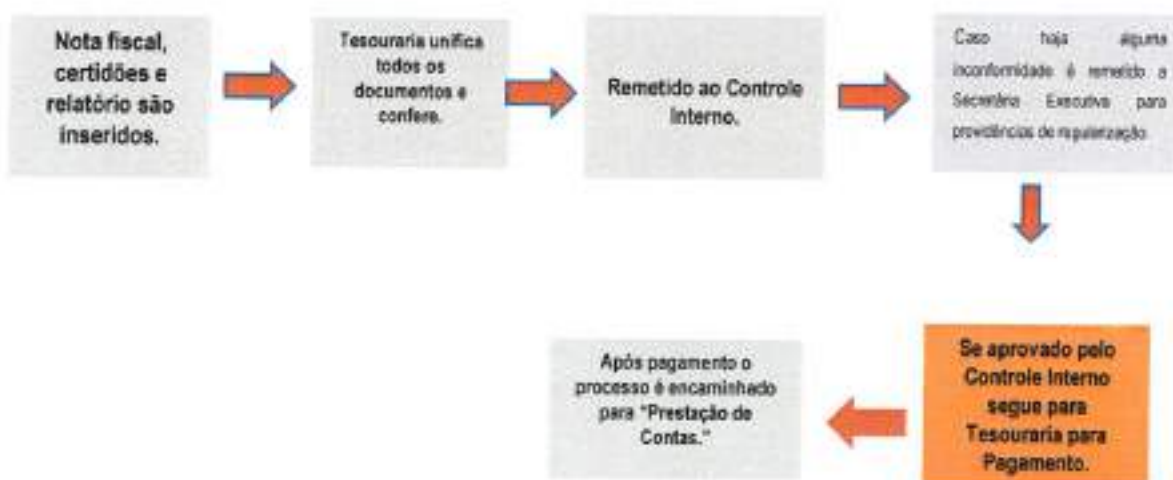 Nota fiscal,
certidões e
relatório são
inseridos.
Tesouraria unifica
todos os
documentos e
confere.
Remetido ao Controle
Interno.
Caso haja alguma
inconformidade é remetido a
Secretária Executiva para
providências de regularização.
Se aprovado pelo
Controle Interno
segue para
Tesouraria para
Pagamento.
Após pagamento o
processo é encaminhado
para "Prestação de
Contas."